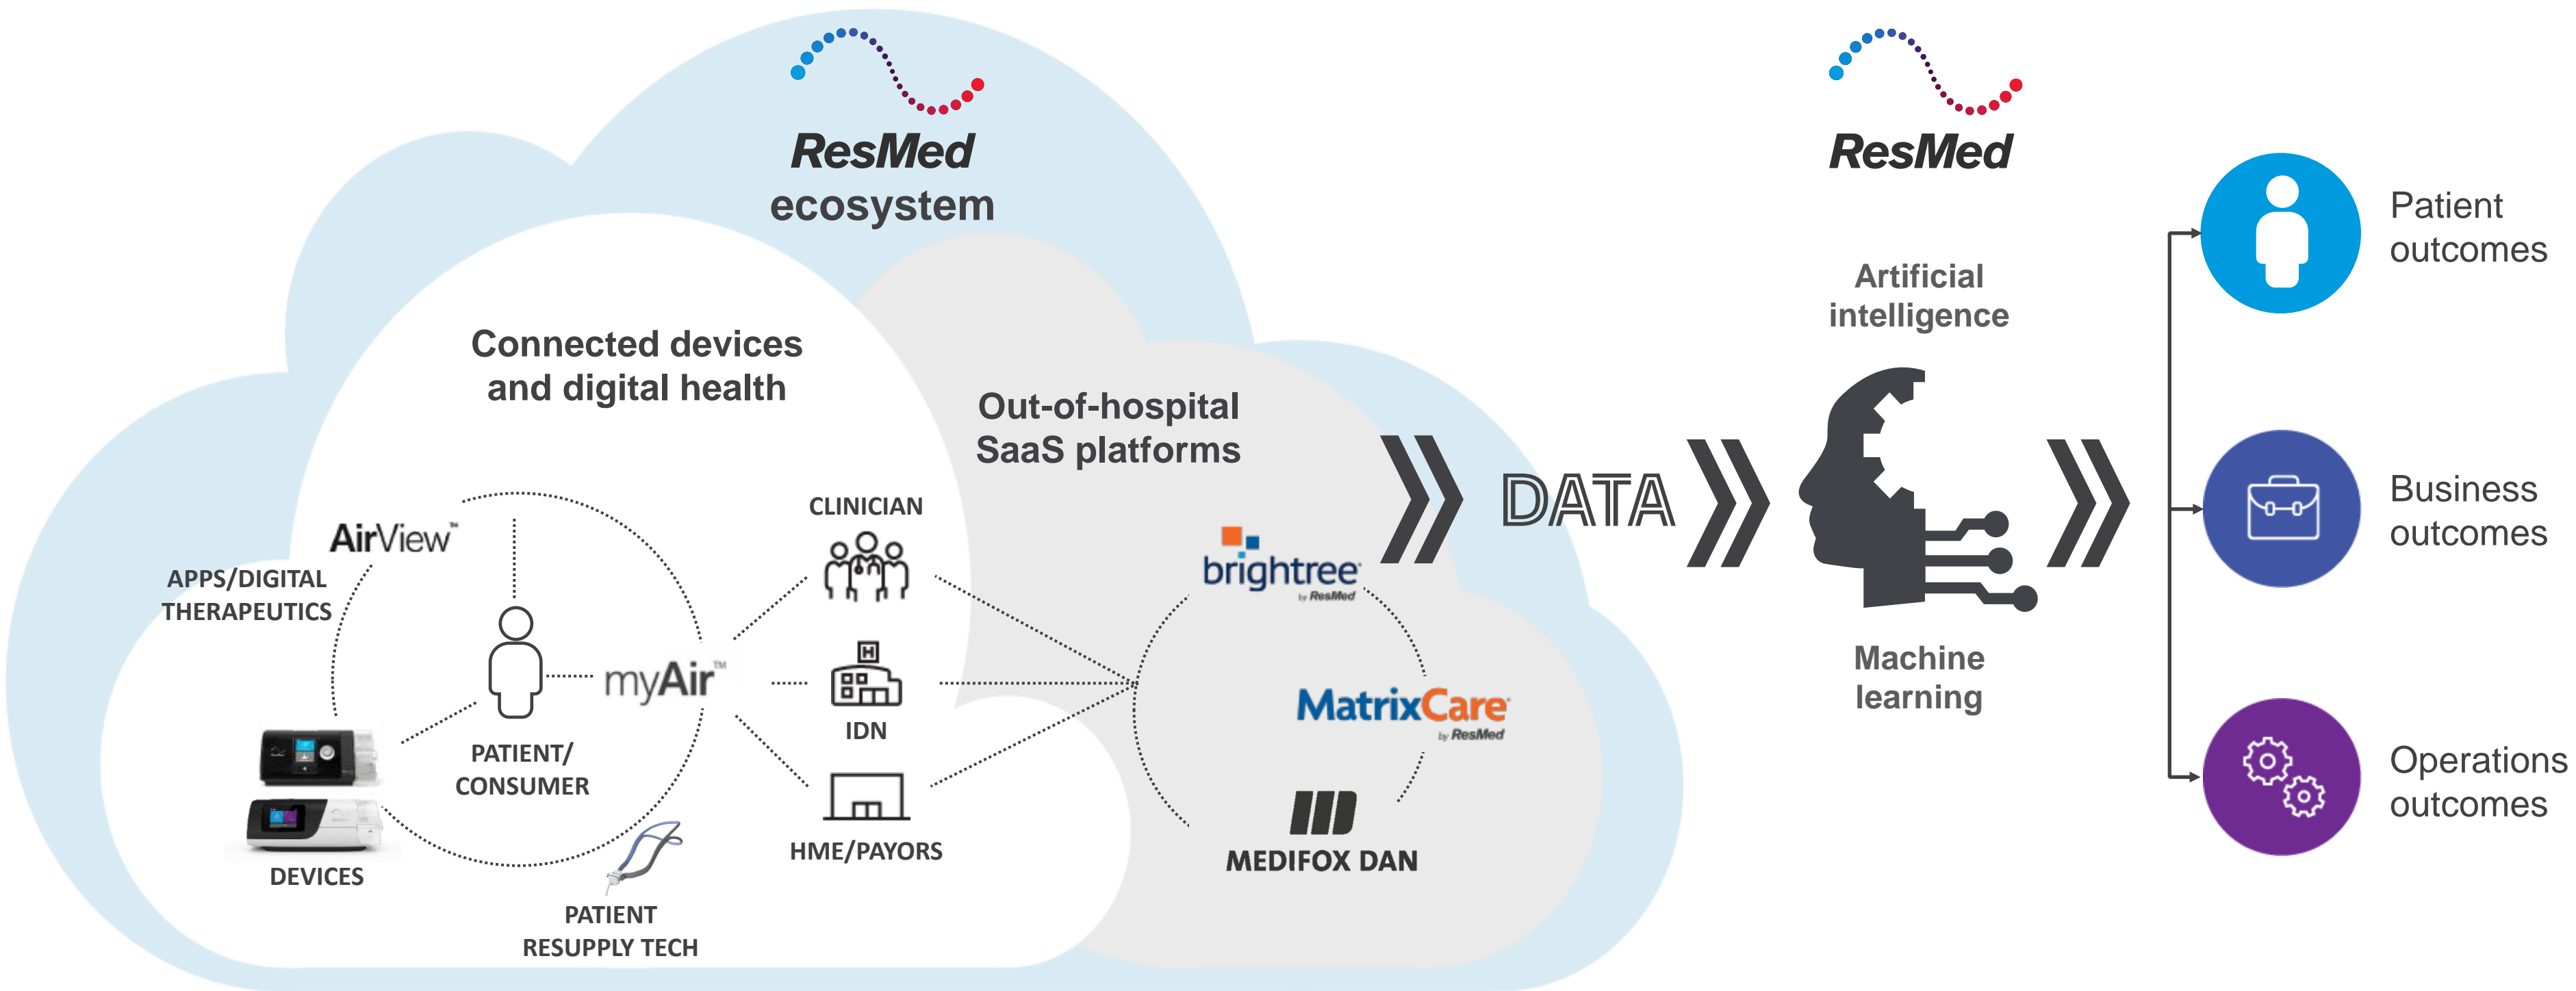 ResMed
ecosystem
Connected devices
and digital health
AirView™
APPS/DIGITAL
THERAPEUTICS
PATIENT/
CONSUMER
myAir™
DEVICES
PATIENT
RESUPPLY TECH
CLINICIAN
H
IDN
HME/PAYORS
Out-of-hospital
SaaS platforms
brightree
by ResMed
MatrixCare
by ResMed
MEDIFOX DAN
DATA
ResMed
Artificial
intelligence
Machine
learning
Patient
outcomes
Business
outcomes
Operations
outcomes